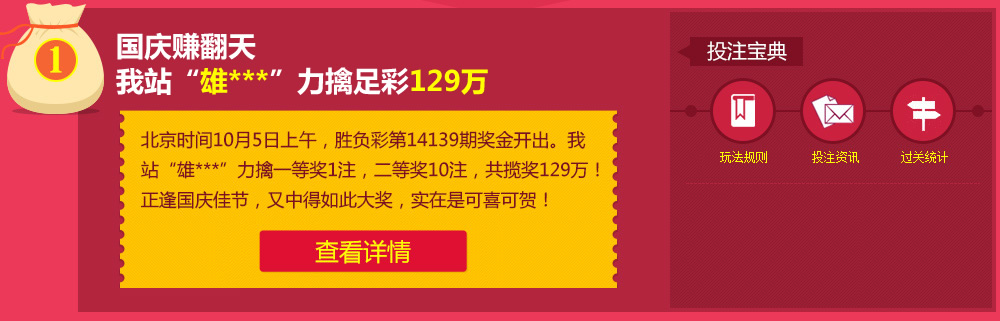 1
国庆赚翻天
我站“雄***”力擒足彩129万
北京时间10月5日上午，胜负彩第14139期奖金开出。我
站“雄***”力擒一等奖1注，二等奖10注，共揽奖129万！
正逢国庆佳节，又中得如此大奖，实在是可喜可贺！
查看详情
投注宝典
玩法规则
投注资讯
过关统计